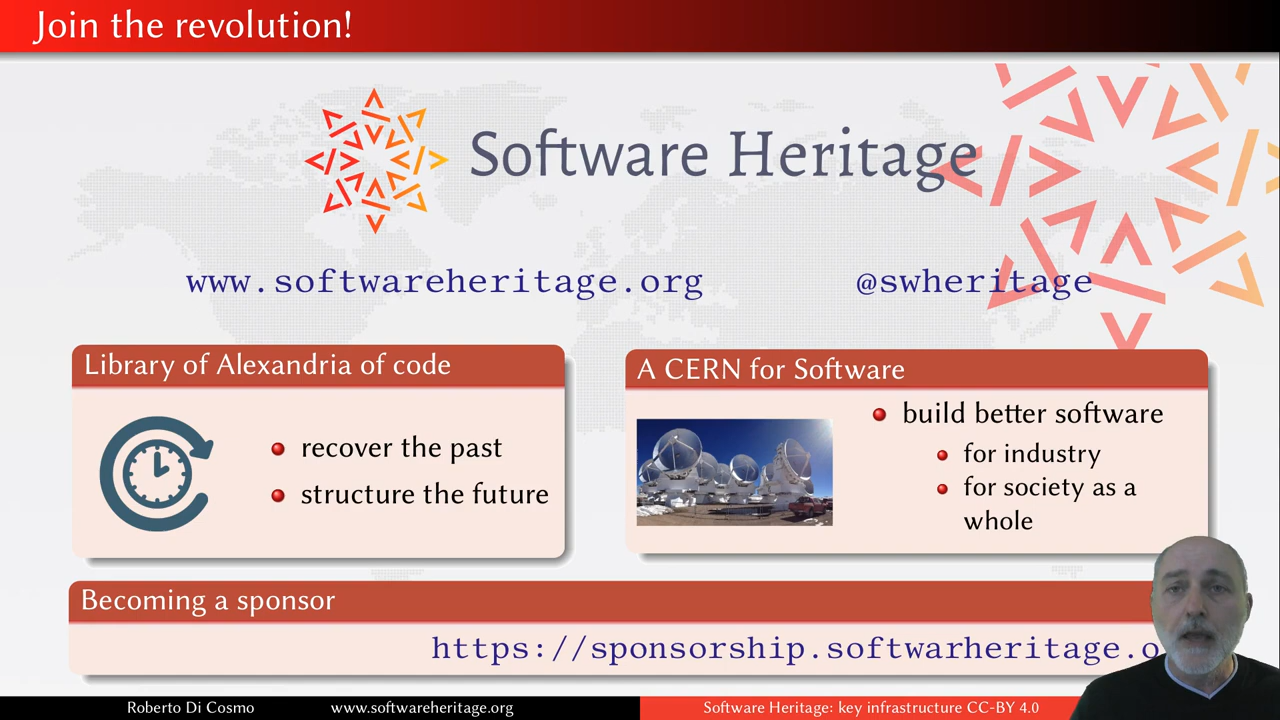 Join the revolution!
Software Heritage
www.softwareheritage.org @swheritage
Library of Alexandria of code
recover the past
structure the future
A CERN for Software
build better software
for industry
for society as a
whole
Becoming a sponsor
https://sponsorship.softwarheritage.o
Roberto Di Cosmo www.softwareheritage.org Software Heritage: key infrastructure CC-BY 4.0